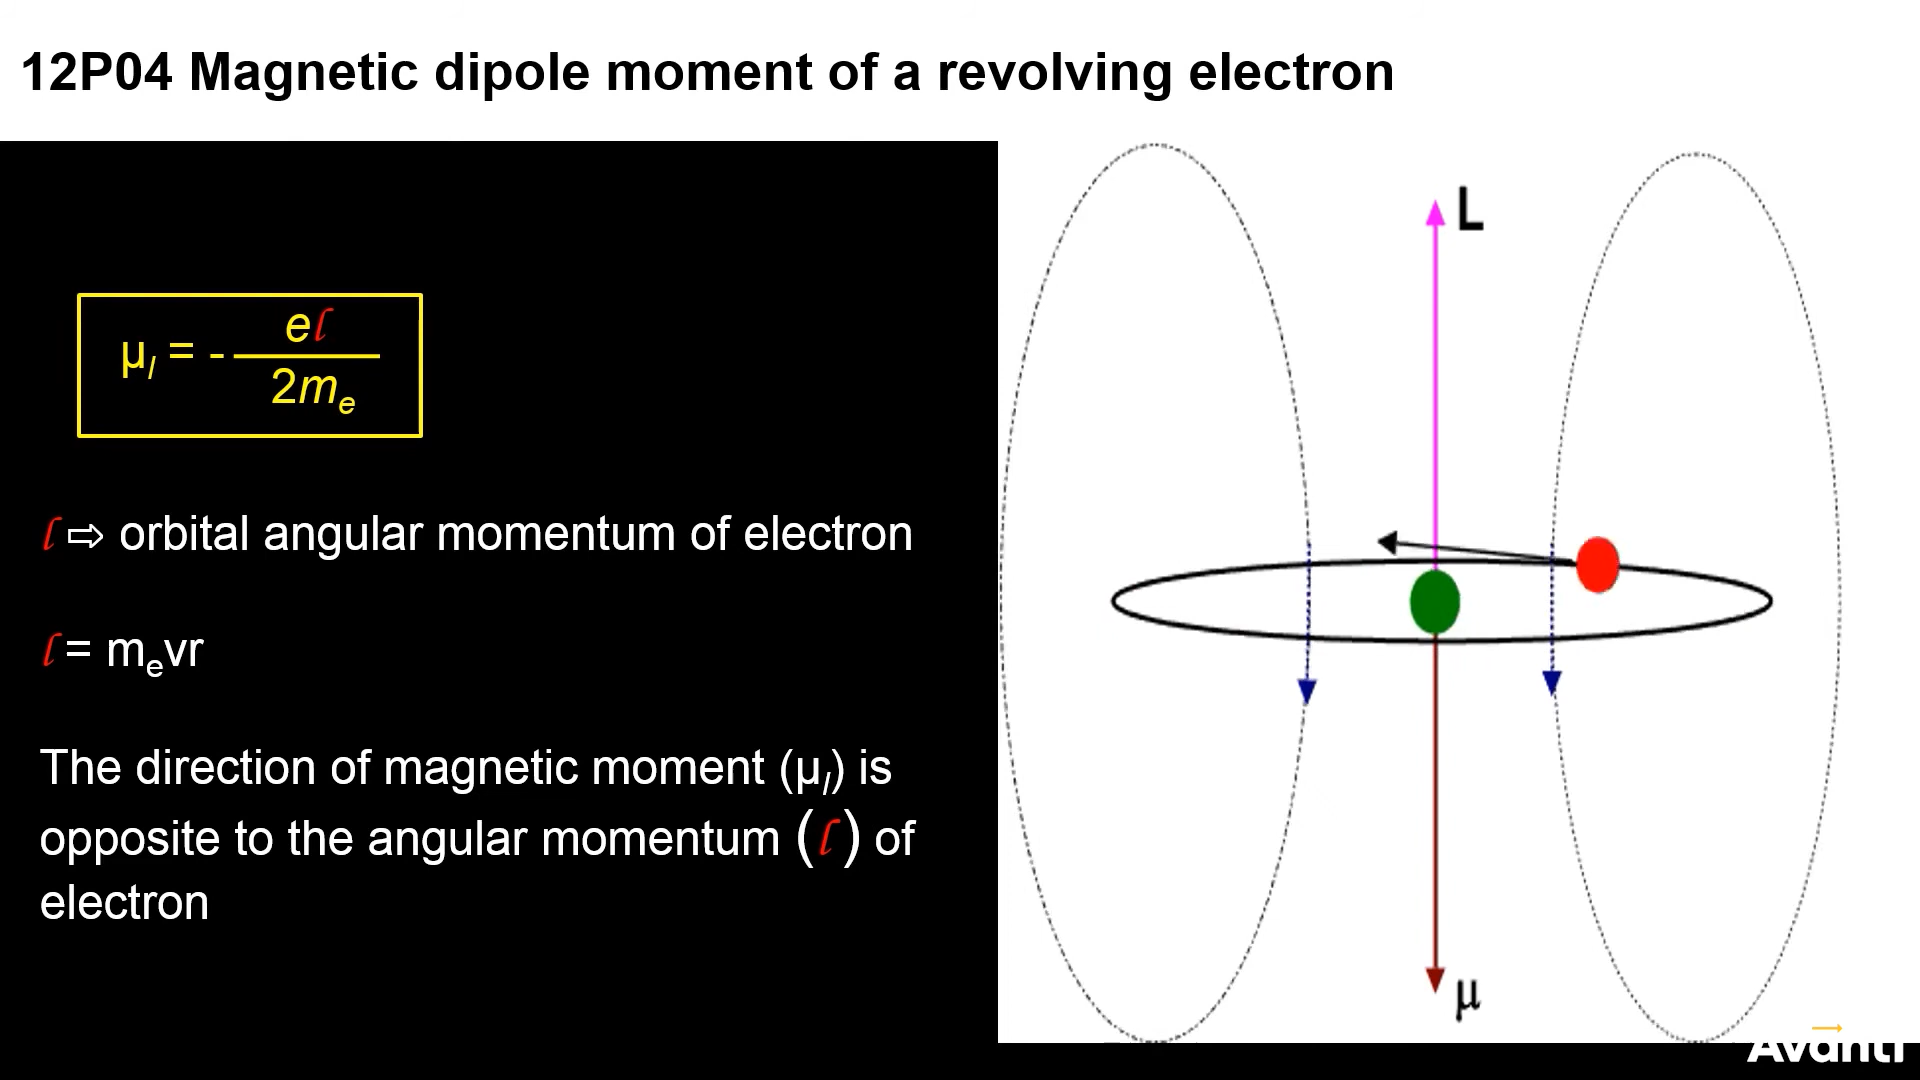 12P04 Magnetic dipole moment of a revolving electron
μl = - eɭ / 2me
ɭ ⇨ orbital angular momentum of electron
ɭ = mevr
The direction of magnetic moment (μl) is
opposite to the angular momentum (ɭ) of
electron
L
μ
Avanti